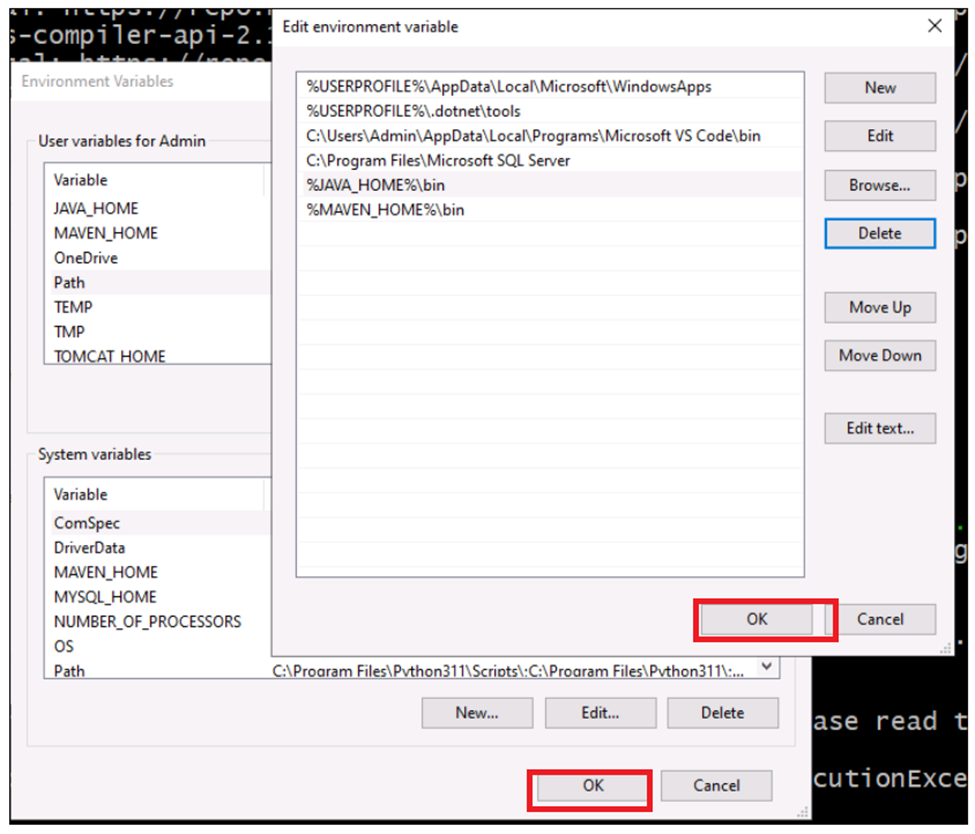 s-compiler-api-2.
Edit environment variable
Environment Variables
%USERPROFILE%\AppData\Local\Microsoft\WindowsApps
%USERPROFILE%\.dotnet\tools
C:\Users\Admin\AppData\Local\Programs\Microsoft VS Code\bin
C:\Program Files\Microsoft SQL Server
%JAVA_HOME%\bin
%MAVEN_HOME%\bin
New
Edit
Browse...
Delete
Move Up
Move Down
Edit text...
OK
Cancel
User variables for Admin
Variable
JAVA_HOME
MAVEN_HOME
OneDrive
Path
TEMP
TMP
TOMCAT_HOME
System variables
Variable
ComSpec
DriverData
MAVEN_HOME
MYSQL_HOME
NUMBER_OF_PROCESSORS
OS
Path C:\Program Files\Python311\Scripts\;C:\Program Files\Python311\;...
New... Edit... Delete
OK Cancel
ase read t
cutionExce